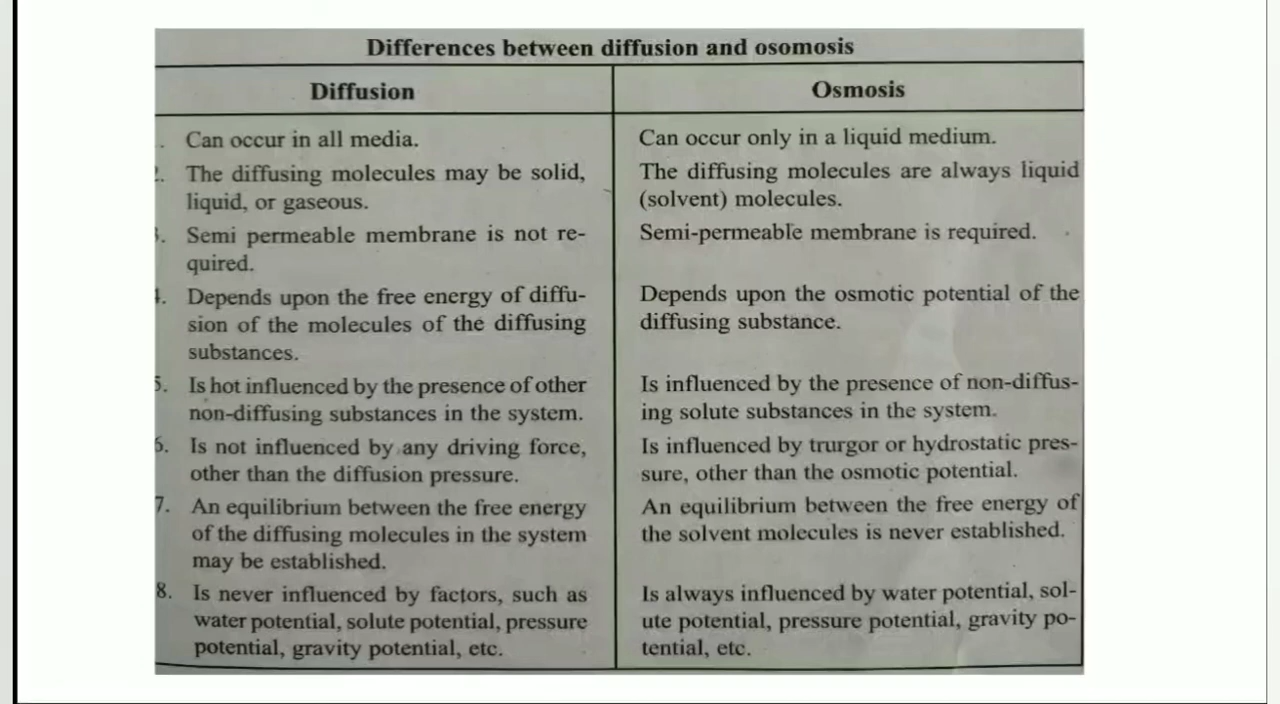 Differences between diffusion and osomosis
Diffusion
Osmosis
. Can occur in all media.
Can occur only in a liquid medium.
2. The diffusing molecules may be solid,
liquid, or gaseous.
The diffusing molecules are always liquid
(solvent) molecules.
3. Semi permeable membrane is not re-
quired.
Semi-permeable membrane is required.
4. Depends upon the free energy of diffu-
sion of the molecules of the diffusing
substances.
Depends upon the osmotic potential of the
diffusing substance.
5. Is hot influenced by the presence of other
non-diffusing substances in the system.
Is influenced by the presence of non-diffus-
ing solute substances in the system.
6. Is not influenced by any driving force,
other than the diffusion pressure.
Is influenced by trurgor or hydrostatic pres-
sure, other than the osmotic potential.
7. An equilibrium between the free energy
of the diffusing molecules in the system
may be established.
An equilibrium between the free energy of
the solvent molecules is never established.
8. Is never influenced by factors, such as
water potential, solute potential, pressure
potential, gravity potential, etc.
Is always influenced by water potential, sol-
ute potential, pressure potential, gravity po-
tential, etc.